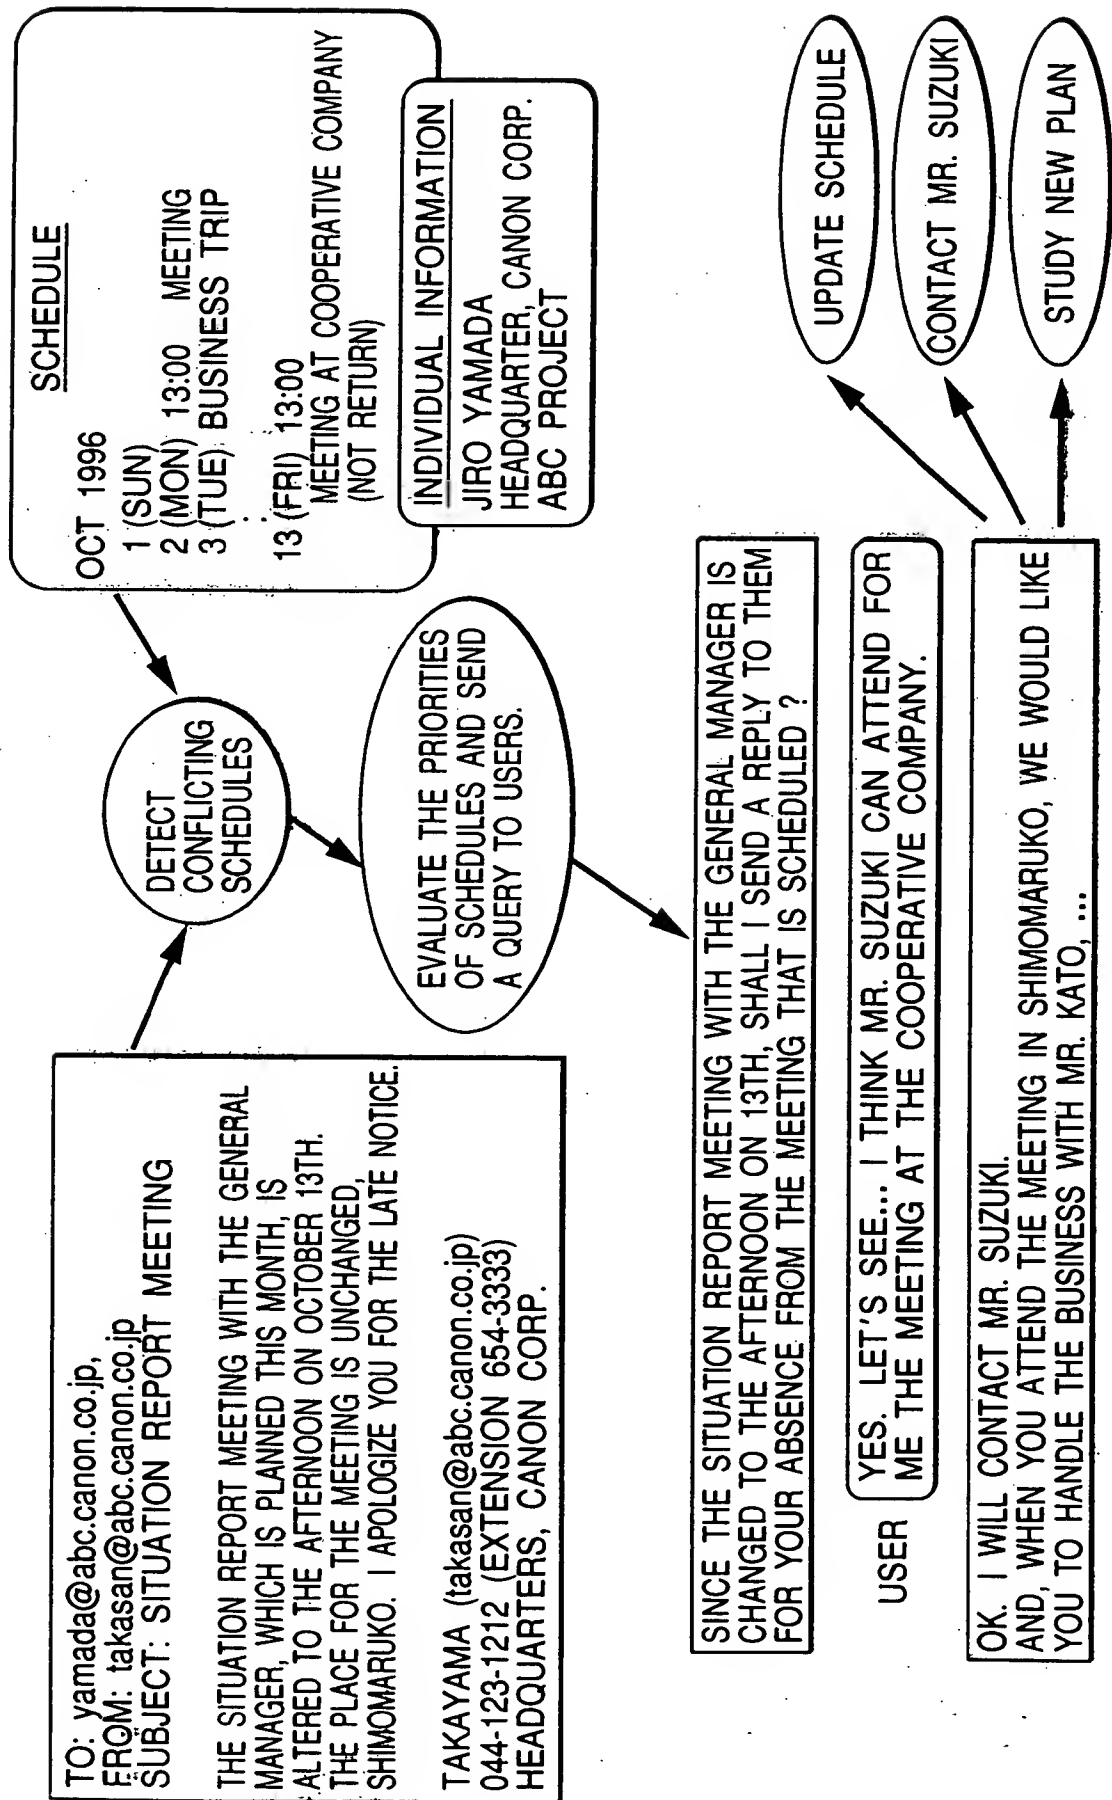 TO: yamada@abc.canon.co.jp,
FROM: takasan@abc.canon.co.jp
SUBJECT: SITUATION REPORT MEETING
THE SITUATION REPORT MEETING WITH THE GENERAL
MANAGER, WHICH IS PLANNED THIS MONTH, IS
ALTERED TO THE AFTERNOON ON OCTOBER 13TH.
THE PLACE FOR THE MEETING IS UNCHANGED,
SHIMOMARUKO. I APOLOGIZE YOU FOR THE LATE NOTICE.
TAKAYAMA (takasan@abc.canon.co.jp)
044-123-1212 (EXTENSION 654-3333)
HEADQUARTERS, CANON CORP.
DETECT
CONFLICTING
SCHEDULES
SCHEDULE
OCT 1996
1 (SUN)
2 (MON) 13:00 MEETING
3 (TUE) BUSINESS TRIP
:
13 (FRI) 13:00
MEETING AT COOPERATIVE COMPANY
(NOT RETURN)
INDIVIDUAL INFORMATION
JIRO YAMADA
HEADQUARTER, CANON CORP.
ABC PROJECT
EVALUATE THE PRIORITIES
OF SCHEDULES AND SEND
A QUERY TO USERS.
SINCE THE SITUATION REPORT MEETING WITH THE GENERAL MANAGER IS
CHANGED TO THE AFTERNOON ON 13TH, SHALL I SEND A REPLY TO THEM
FOR YOUR ABSENCE FROM THE MEETING THAT IS SCHEDULED ?
USER
YES. LET'S SEE... I THINK MR. SUZUKI CAN ATTEND FOR
ME THE MEETING AT THE COOPERATIVE COMPANY.
OK. I WILL CONTACT MR. SUZUKI.
AND, WHEN YOU ATTEND THE MEETING IN SHIMOMARUKO, WE WOULD LIKE
YOU TO HANDLE THE BUSINESS WITH MR. KATO, ...
UPDATE SCHEDULE
CONTACT MR. SUZUKI
STUDY NEW PLAN